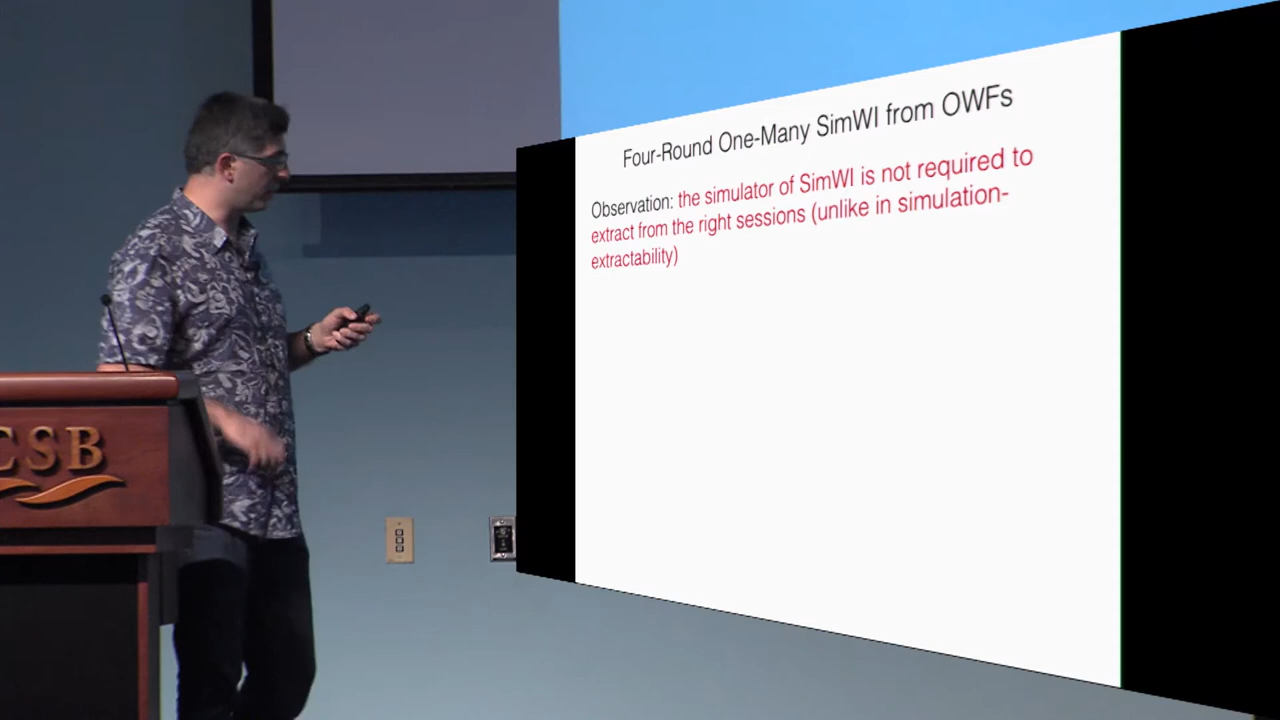 Four-Round One-Many SimWI from OWFs
Observation: the simulator of SimWI is not required to
extract from the right sessions (unlike in simulation-
extractability)
CSB